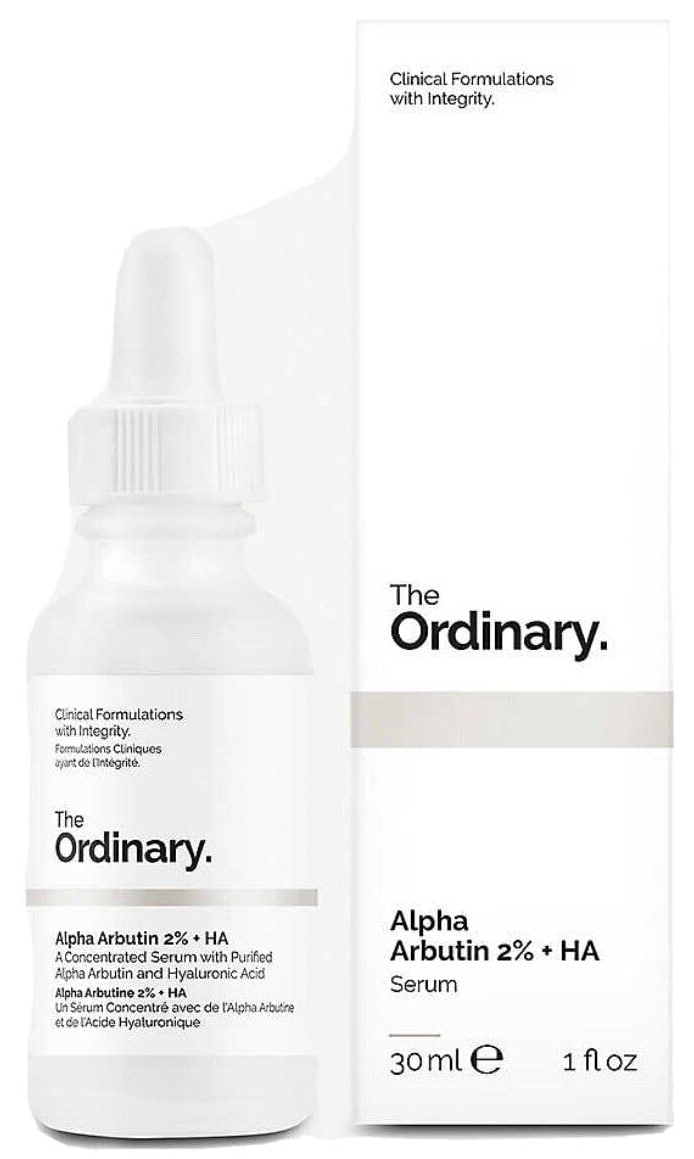 Clinical Formulations
with Integrity.
The
Ordinary.
Alpha
Arbutin 2% + HA
Serum
30 ml e
1 fl oz
Clinical Formulations
with Integrity.
Formulations Cliniques
ayant de l'Intégrité.
The
Ordinary.
Alpha Arbutin 2% + HA
A Concentrated Serum with Purified
Alpha Arbutin and Hyaluronic Acid
Alpha Arbutine 2% + HA
Un Sérum Concentré avec de l'Alpha Arbutine
et de l'Acide Hyaluronique